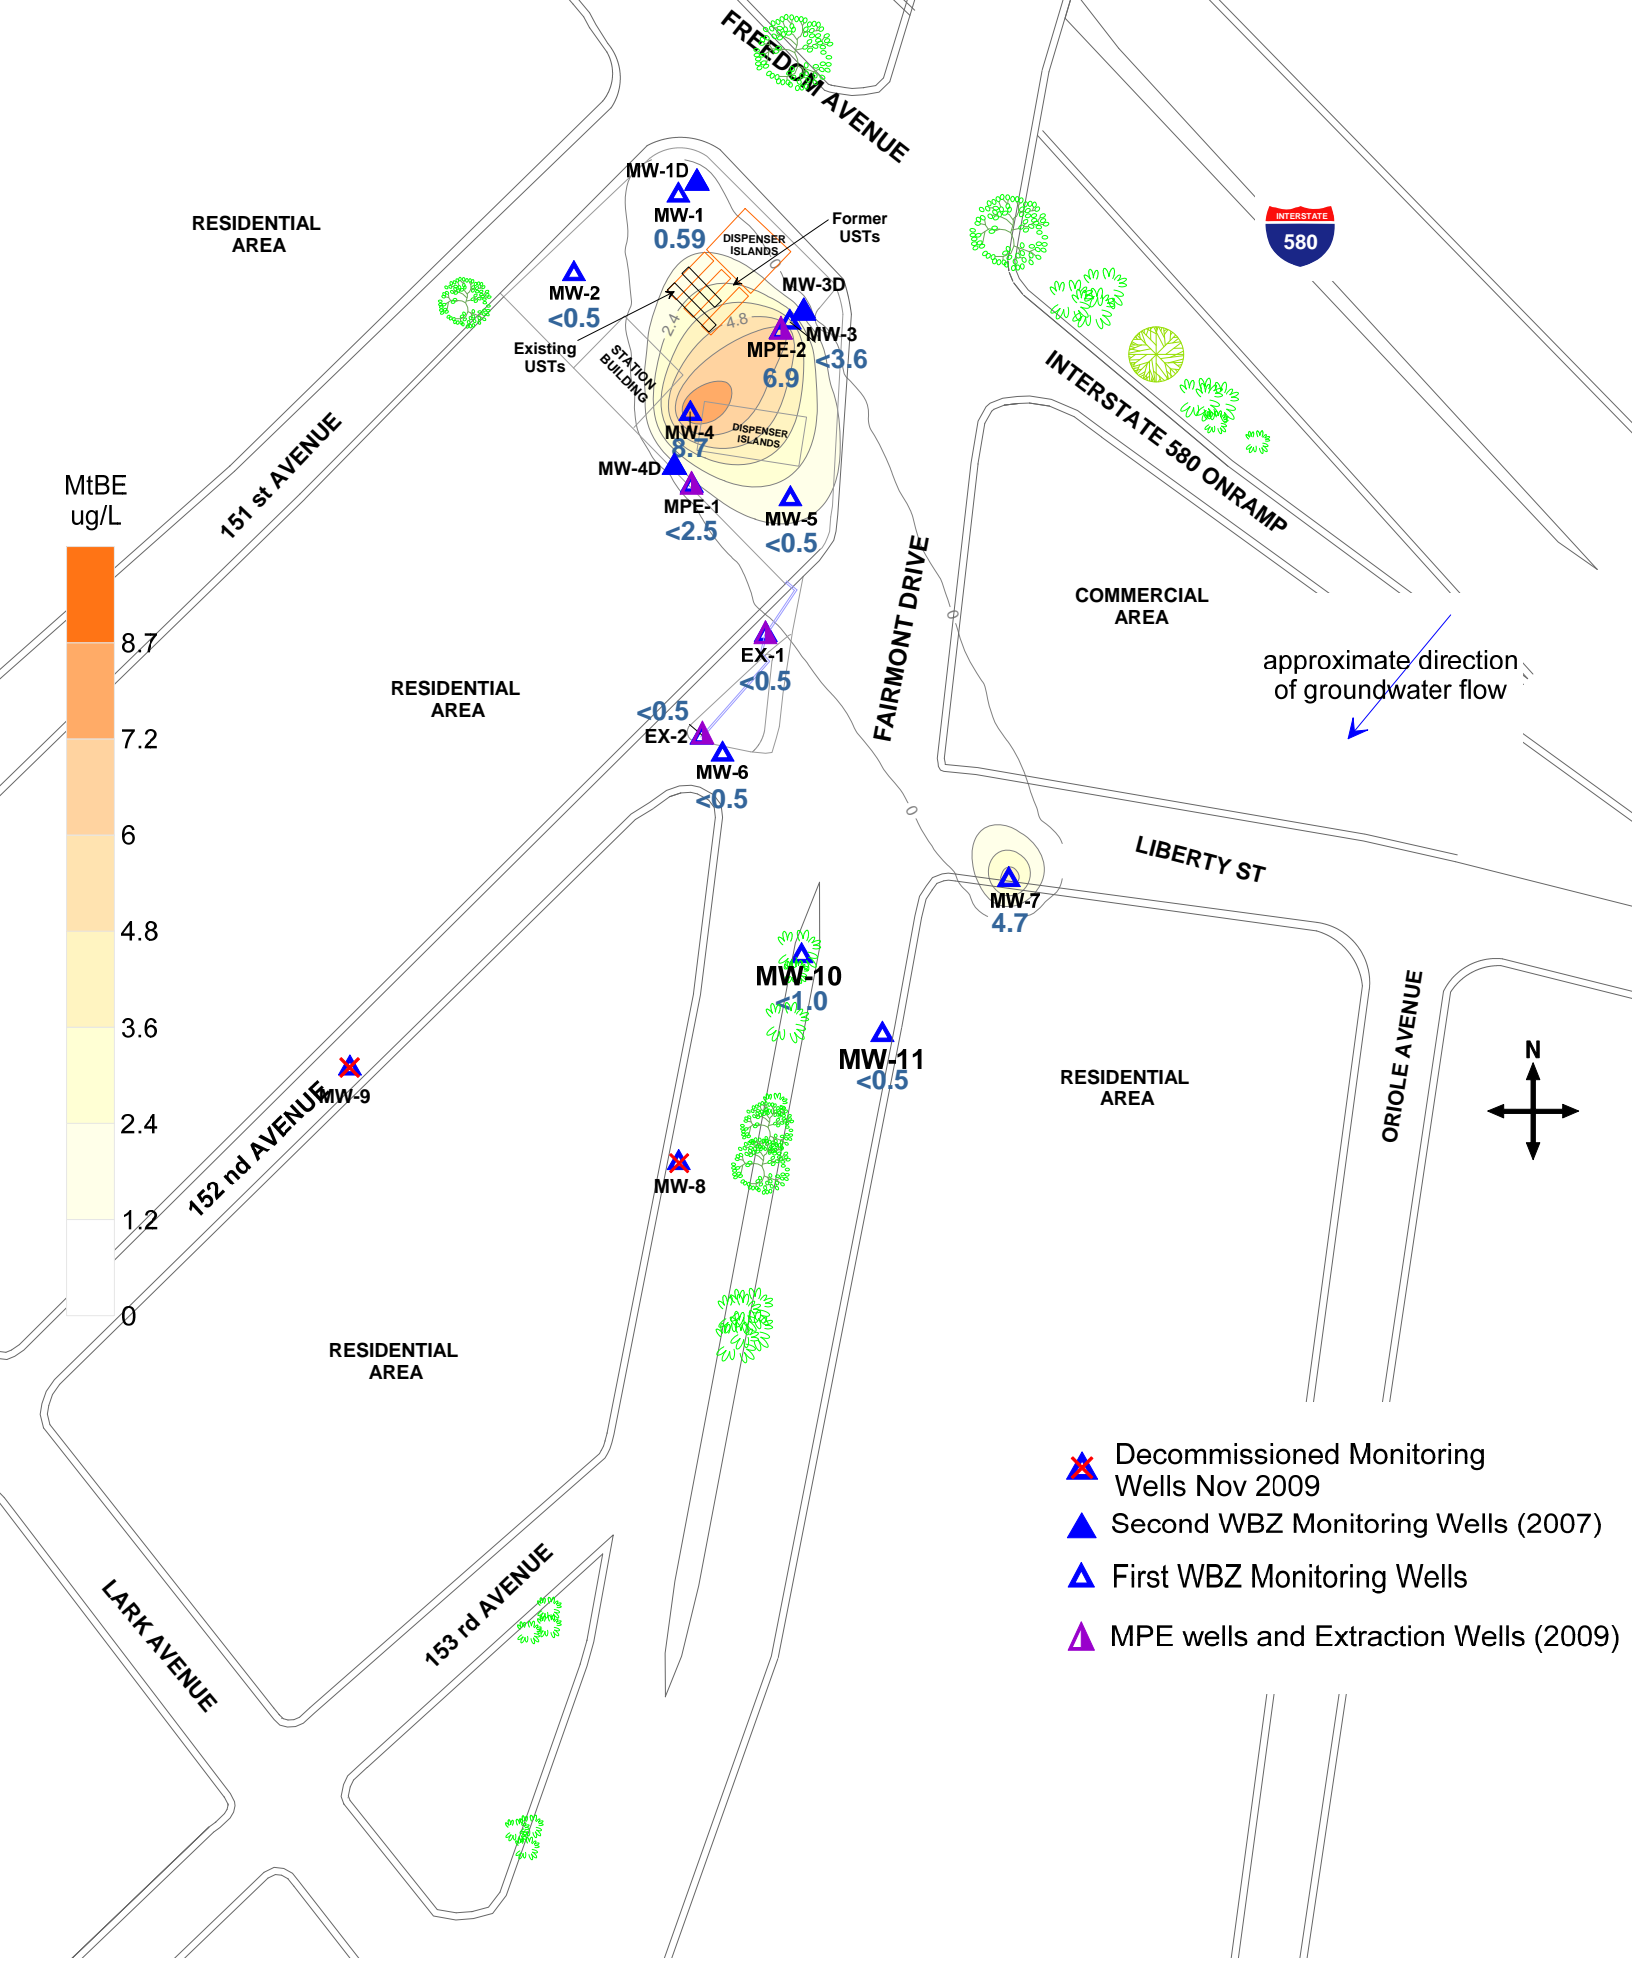 FREEDOM AVENUE
MW-1D
MW-1
0.59
DISPENSER
ISLANDS
Former
USTs
RESIDENTIAL
AREA
INTERSTATE
580
0
MW-2
<0.5
MW-3D
2.4
4.8
MW-3
<3.6
MPE-2
6.9
Existing
USTs
STATION
BUILDING
INTERSTATE 580 ONRAMP
MW-4
8.7
DISPENSER
ISLANDS
MW-4D
MPE-1
<2.5
MW-5
<0.5
151 st AVENUE
MtBE
ug/L
8.7
7.2
6
4.8
3.6
2.4
1.2
0
FAIRMONT DRIVE
COMMERCIAL
AREA
0
approximate direction
of groundwater flow
EX-1
<0.5
RESIDENTIAL
AREA
<0.5
EX-2
MW-6
<0.5
0
LIBERTY ST
MW-7
4.7
MW-10
<1.0
MW-11
<0.5
ORIOLE AVENUE
N
RESIDENTIAL
AREA
MW-9
152 nd AVENUE
MW-8
RESIDENTIAL
AREA
Decommissioned Monitoring
Wells Nov 2009
Second WBZ Monitoring Wells (2007)
First WBZ Monitoring Wells
MPE wells and Extraction Wells (2009)
LARK AVENUE
153 rd AVENUE